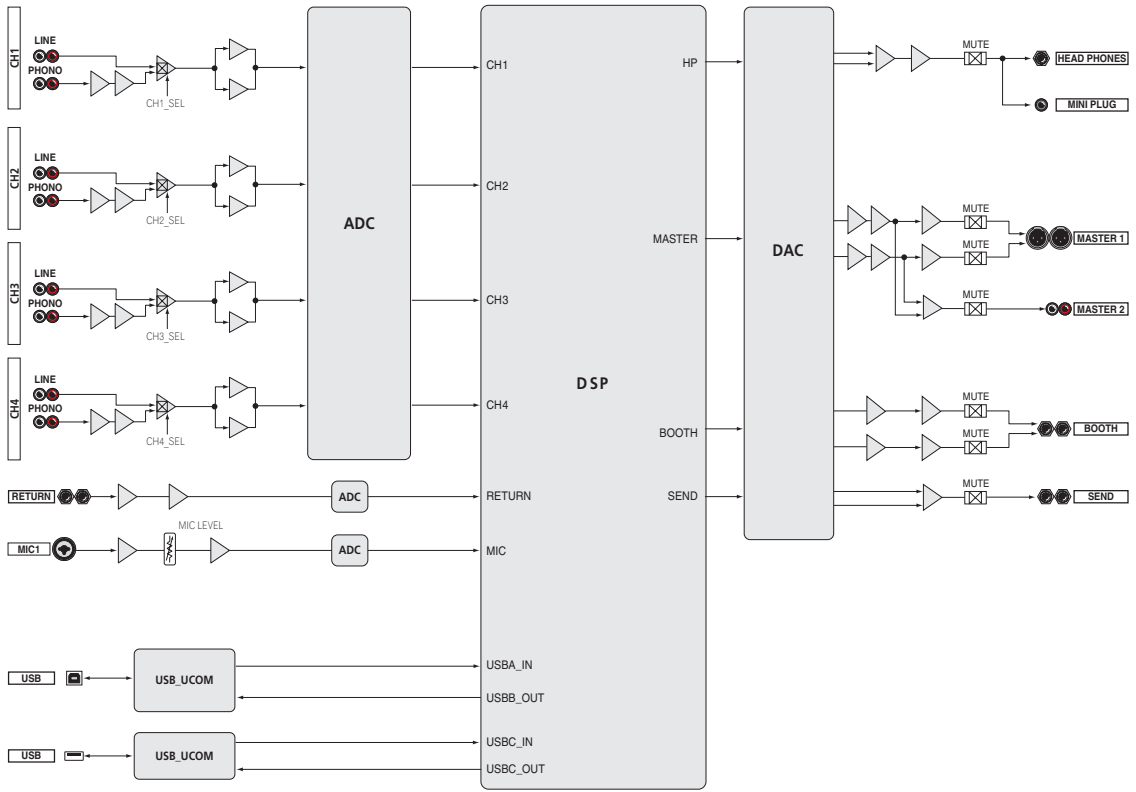 CH1
LINE
PHONO
CH1_SEL
CH2
LINE
PHONO
CH2_SEL
CH3
LINE
PHONO
CH3_SEL
CH4
LINE
PHONO
CH4_SEL
RETURN
MIC1
MIC LEVEL
USB
USB_UCOM
USB
USB_UCOM
ADC
ADC
ADC
CH1
CH2
CH3
CH4
RETURN
MIC
USBA_IN
USBB_OUT
USBC_IN
USBC_OUT
DSP
HP
MASTER
BOOTH
SEND
DAC
MUTE
HEAD PHONES
MINI PLUG
MUTE
MUTE
MASTER 1
MUTE
MASTER 2
MUTE
MUTE
BOOTH
MUTE
SEND